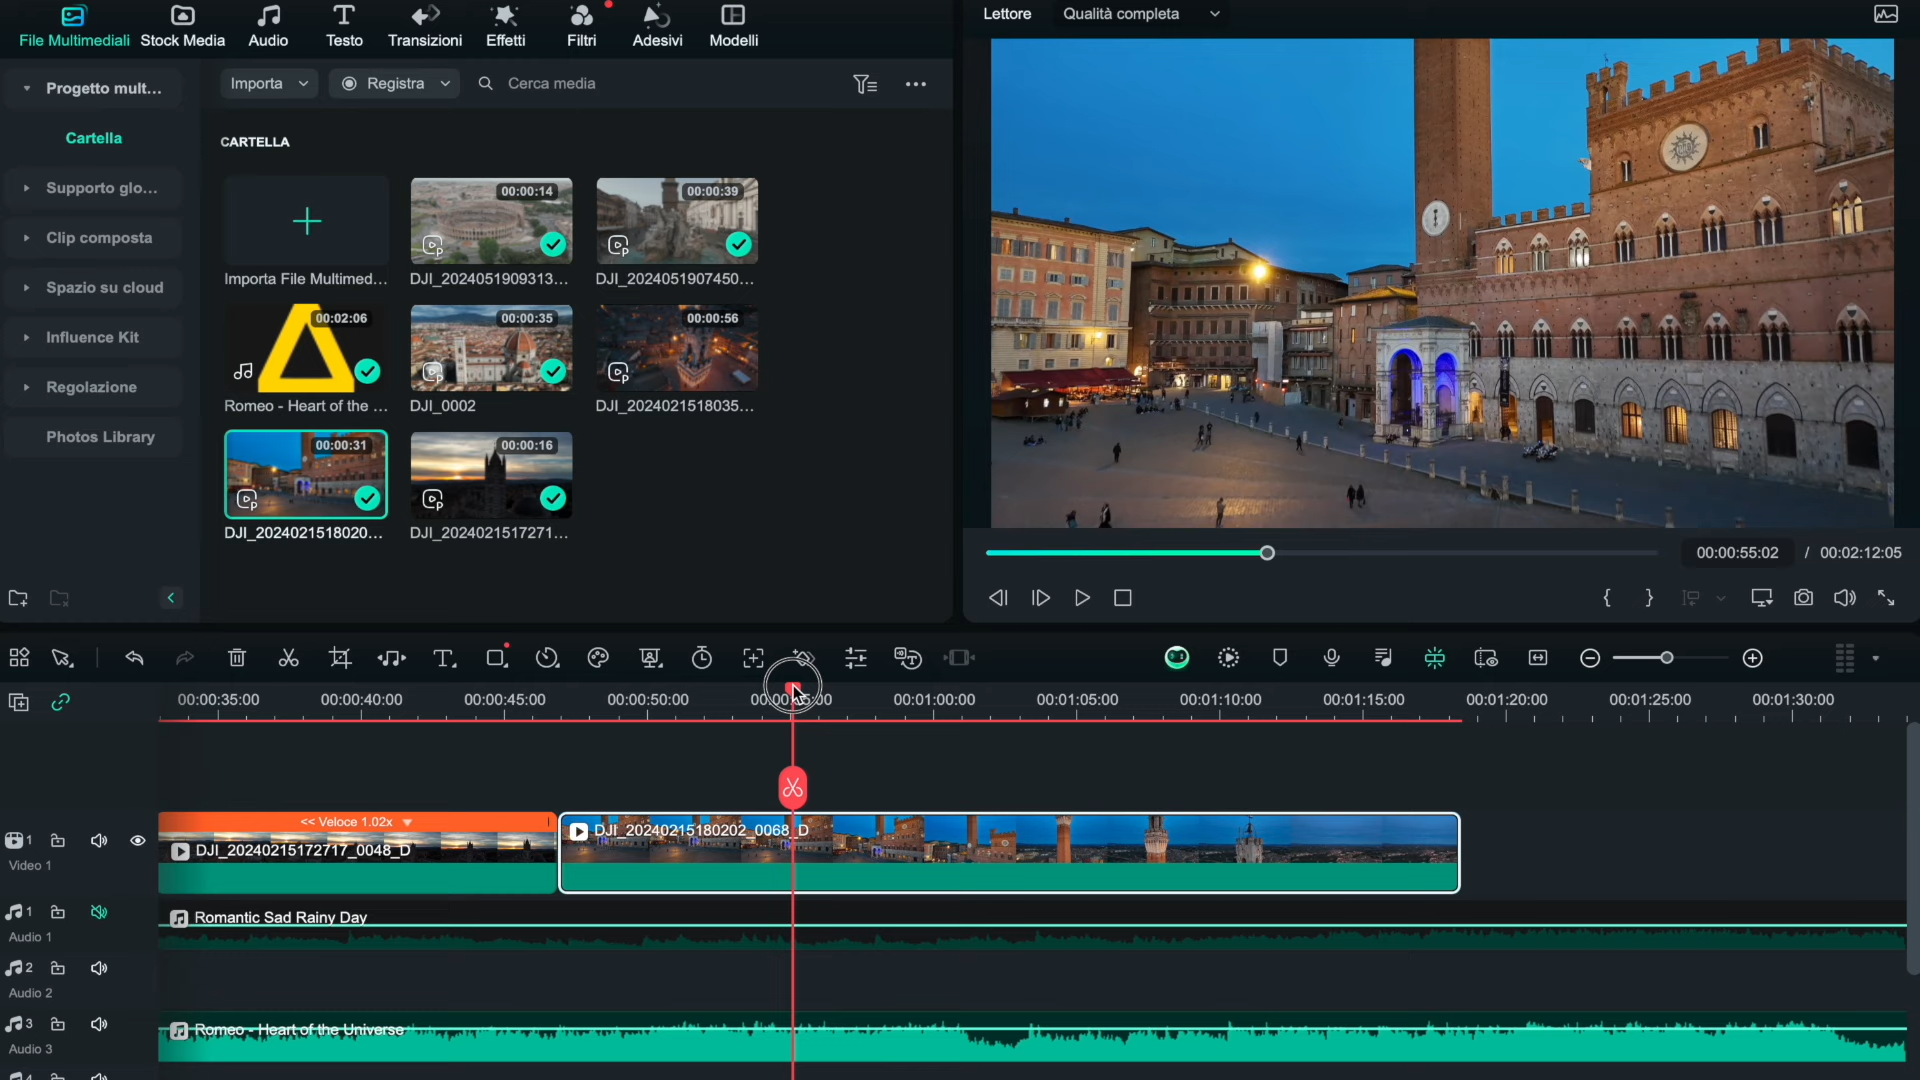 File Multimediali
Stock Media
Audio
Testo
Transizioni
Effetti
Filtri
Adesivi
Modelli
Lettore
Qualità completa
Progetto mult...
Cartella
Supporto glo...
Clip composta
Spazio su cloud
Influence Kit
Regolazione
Photos Library
Importa
Registra
Cerca media
CARTELLA
Importa File Multimed...
00:00:14
DJI_2024051909313...
00:00:39
DJI_2024051907450...
00:02:06
Romeo - Heart of the ...
00:00:35
DJI_0002
00:00:56
DJI_2024021518035...
00:00:31
DJI_2024021518020...
00:00:16
DJI_2024021517271...
00:00:55:02 / 00:02:12:05
00:00:35:00
00:00:40:00
00:00:45:00
00:00:50:00
00:01:00:00
00:01:05:00
00:01:10:00
00:01:15:00
00:01:20:00
00:01:25:00
00:01:30:00
1
Video 1
<< Veloce 1.02x
DJI_20240215172717_0048_D
DJI_20240215180202_0068_D
1
Audio 1
Romantic Sad Rainy Day
2
Audio 2
3
Audio 3
Romeo - Heart of the Universe